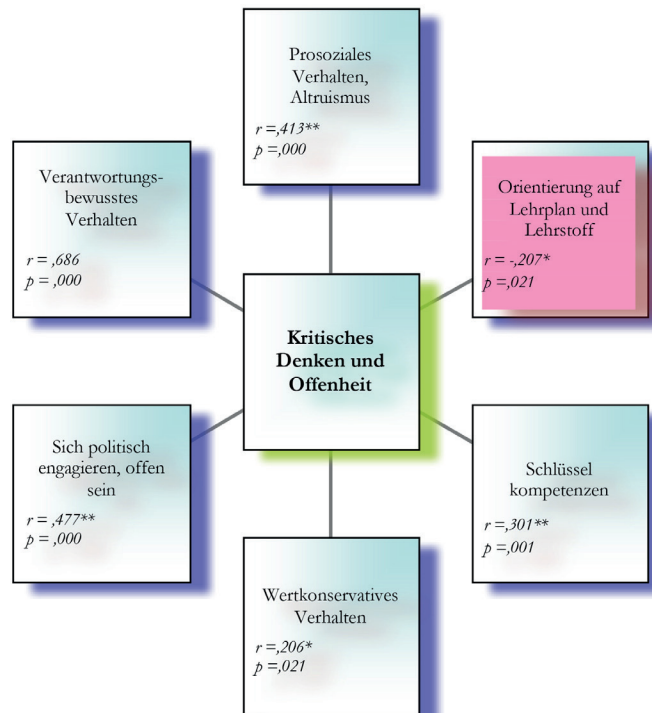 Prosoziales
Verhalten,
Altruismus
r =,413**
p =,000
Verantwortungs-
bewusstes
Verhalten
r = ,686
p = ,000
Orientierung auf
Lehrplan und
Lehrstoff
r = -,207*
p =,021
Kritisches
Denken und
Offenheit
Sich politisch
engagieren, offen
sein
r = ,477**
p = ,000
Schlüssel
kompetenzen
r =,301**
p =,001
Wertkonservatives
Verhalten
r =,206*
p =,021